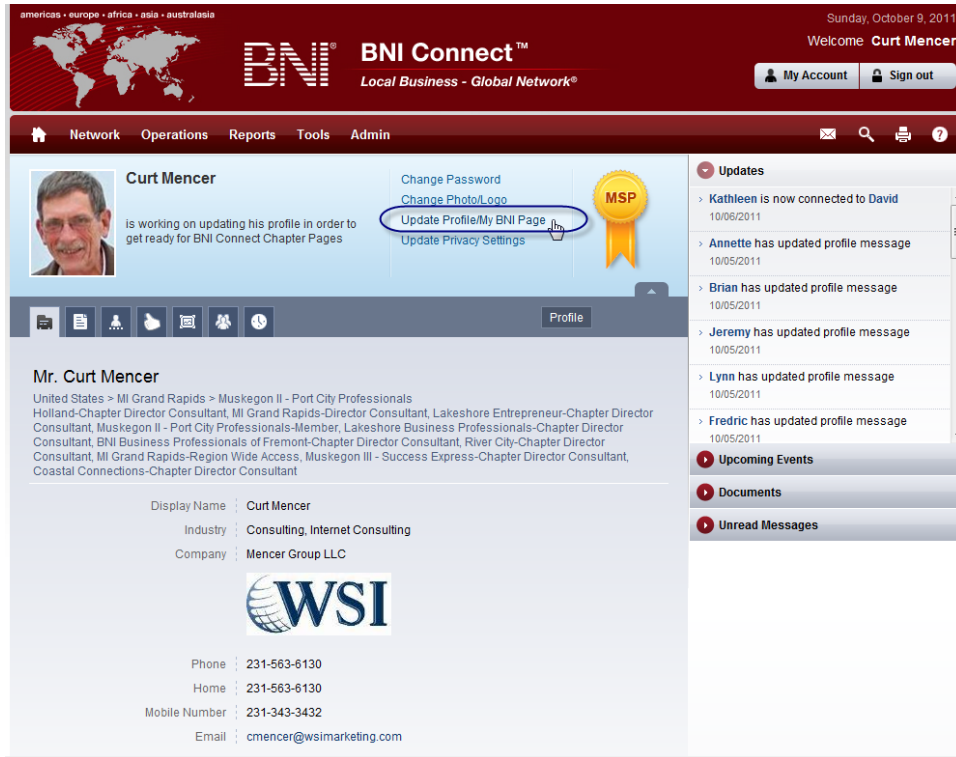 americas • europe • africa • asia • australasia
BNI®
BNI Connect™
Local Business - Global Network®
Sunday, October 9, 2011
Welcome Curt Mencer
My Account
Sign out
Network Operations Reports Tools Admin
?
Curt Mencer
is working on updating his profile in order to
get ready for BNI Connect Chapter Pages
Change Password
Change Photo/Logo
Update Profile/My BNI Page
Update Privacy Settings
MSP
Profile
Mr. Curt Mencer
United States > MI Grand Rapids > Muskegon II - Port City Professionals
Holland-Chapter Director Consultant, MI Grand Rapids-Director Consultant, Lakeshore Entrepreneur-Chapter Director
Consultant, Muskegon II - Port City Professionals-Member, Lakeshore Business Professionals-Chapter Director
Consultant, BNI Business Professionals of Fremont-Chapter Director Consultant, River City-Chapter Director
Consultant, MI Grand Rapids-Region Wide Access, Muskegon III - Success Express-Chapter Director Consultant,
Coastal Connections-Chapter Director Consultant
Display Name Curt Mencer
Industry Consulting, Internet Consulting
Company Mencer Group LLC
WSI
Phone 231-563-6130
Home 231-563-6130
Mobile Number 231-343-3432
Email cmencer@wsimarketing.com
Updates
Kathleen is now connected to David
10/06/2011
Annette has updated profile message
10/05/2011
Brian has updated profile message
10/05/2011
Jeremy has updated profile message
10/05/2011
Lynn has updated profile message
10/05/2011
Fredric has updated profile message
10/05/2011
Upcoming Events
Documents
Unread Messages